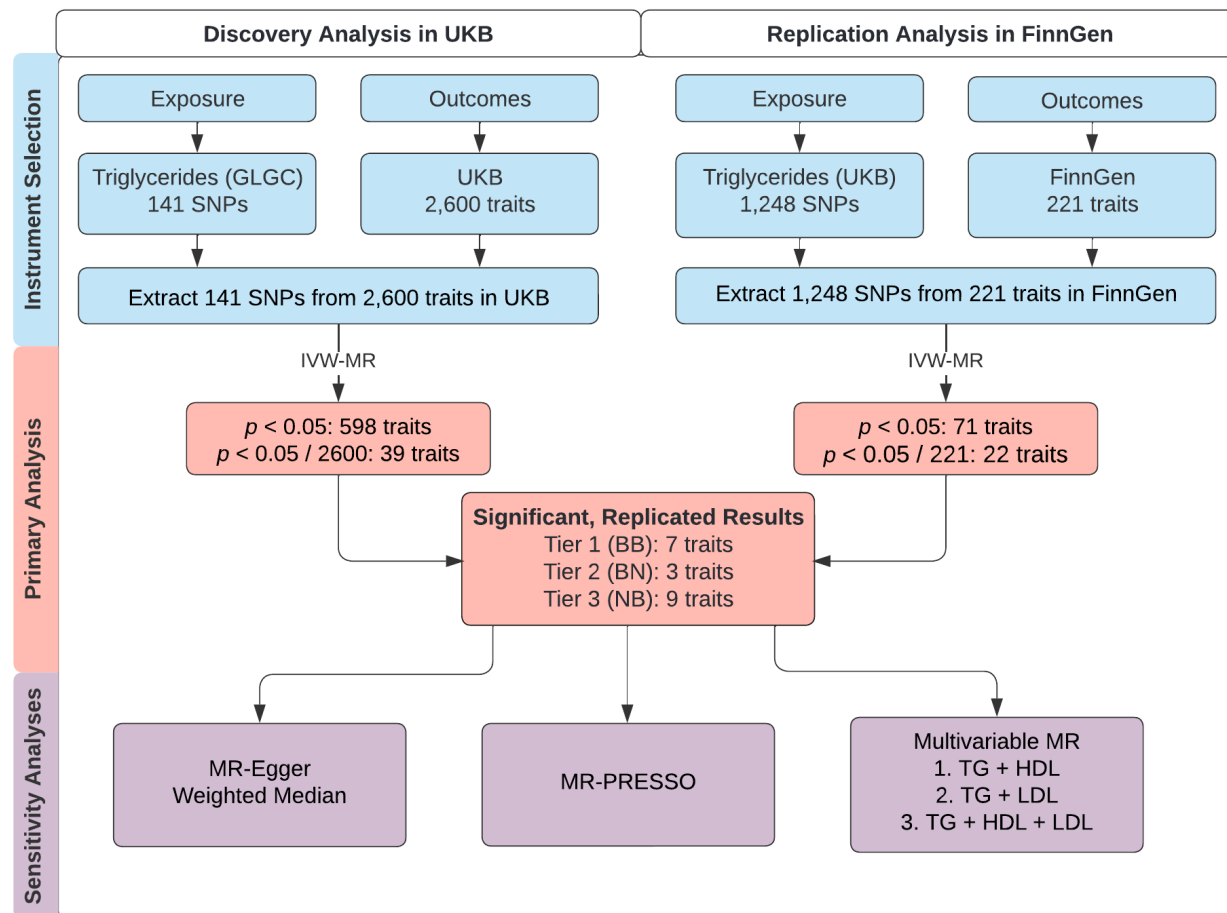 Discovery Analysis in UKB
Replication Analysis in FinnGen
Instrument Selection
Exposure
Outcomes
Exposure
Outcomes
Triglycerides (GLGC)
141 SNPs
UKB
2,600 traits
Triglycerides (UKB)
1,248 SNPs
FinnGen
221 traits
Extract 141 SNPs from 2,600 traits in UKB
Extract 1,248 SNPs from 221 traits in FinnGen
IVW-MR
IVW-MR
Primary Analysis
p < 0.05: 598 traits
p < 0.05 / 2600: 39 traits
p < 0.05: 71 traits
p < 0.05 / 221: 22 traits
Significant, Replicated Results
Tier 1 (BB): 7 traits
Tier 2 (BN): 3 traits
Tier 3 (NB): 9 traits
Sensitivity Analyses
MR-Egger
Weighted Median
MR-PRESSO
Multivariable MR
1. TG + HDL
2. TG + LDL
3. TG + HDL + LDL